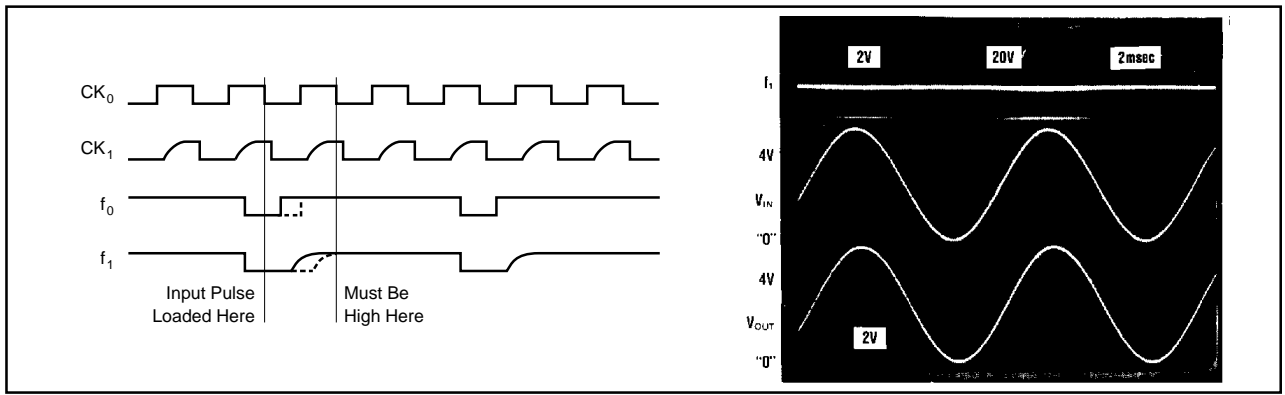 CK0
CK1
f0
f1
Input Pulse
Loaded Here
Must Be
High Here
2V
20V
2msec
f1
4V
VIN
"0"
4V
VOUT
2V
"0"